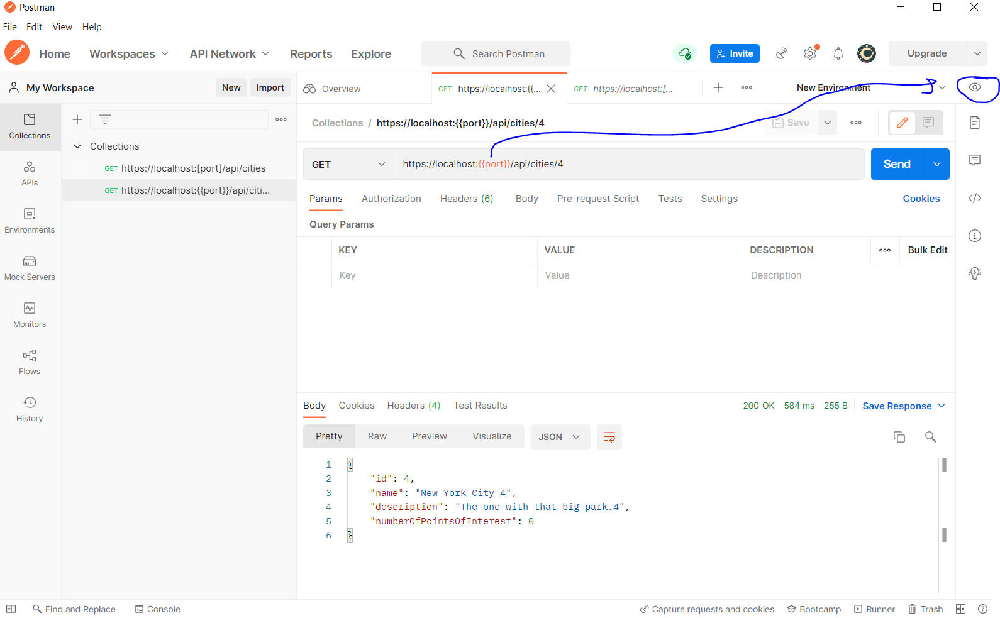 Postman
File Edit View Help
Home Workspaces API Network Reports Explore Search Postman Invite Upgrade
My Workspace New Import Overview GET https://localhost:{{... GET https://localhost:[... New Environment
Collections / https://localhost:{{port}}/api/cities/4 Save
Collections
Collections
GET https://localhost:[port]/api/cities
GET https://localhost:{{port}}/api/citi...
APIs
Environments
Mock Servers
Monitors
Flows
History
GET https://localhost:{{port}}/api/cities/4 Send
Params Authorization Headers (6) Body Pre-request Script Tests Settings Cookies
Query Params
KEY VALUE DESCRIPTION Bulk Edit
Key Value Description
Body Cookies Headers (4) Test Results 200 OK 584 ms 255 B Save Response
Pretty Raw Preview Visualize JSON
1 {
2 "id": 4,
3 "name": "New York City 4",
4 "description": "The one with that big park.4",
5 "numberOfPointsOfInterest": 0
6 }
Find and Replace Console Capture requests and cookies Bootcamp Runner Trash